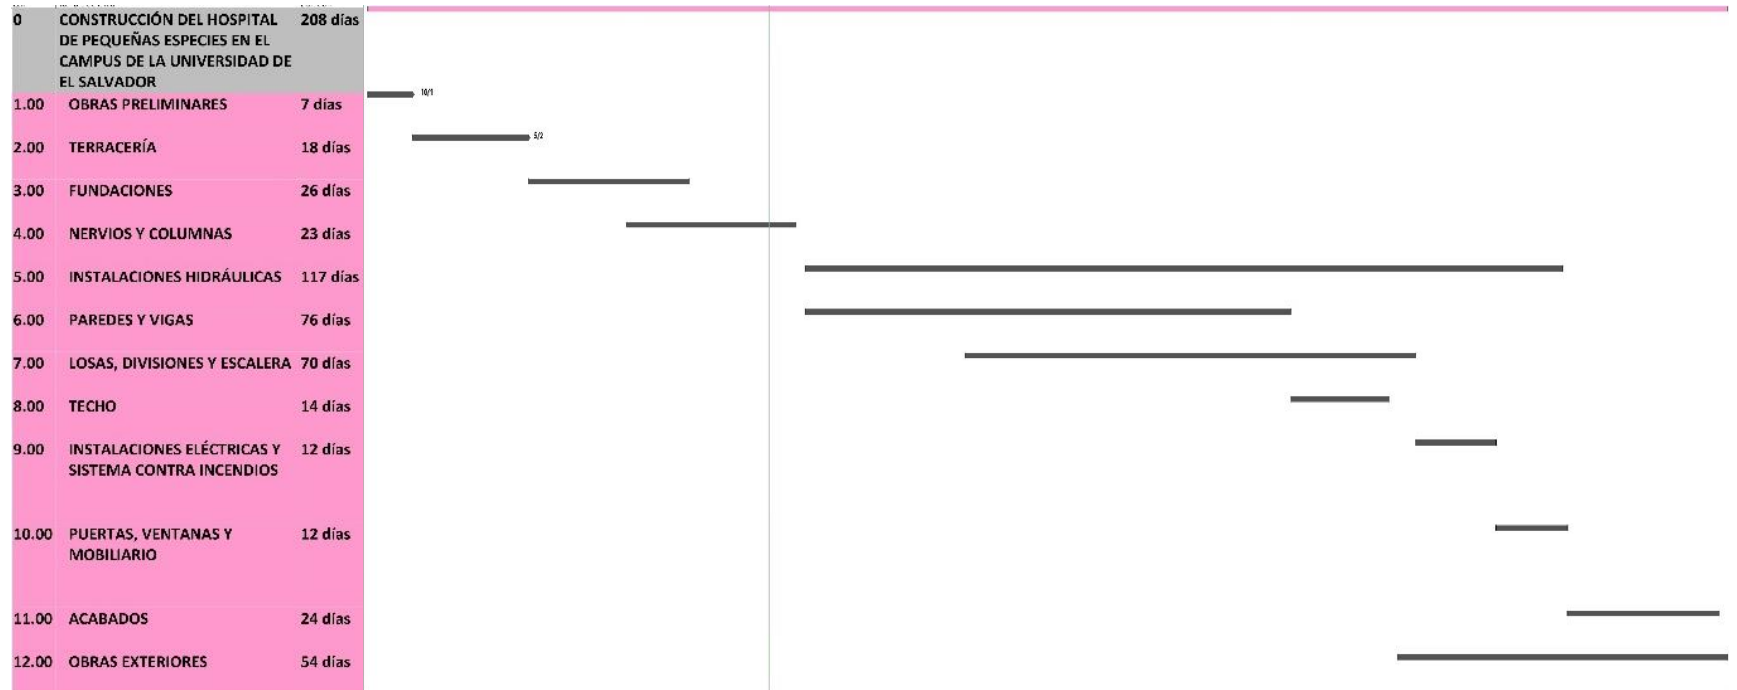 0 CONSTRUCCIÓN DEL HOSPITAL 208 días
DE PEQUEÑAS ESPECIES EN EL
CAMPUS DE LA UNIVERSIDAD DE
EL SALVADOR
1.00 OBRAS PRELIMINARES 7 días 10/1
2.00 TERRACERÍA 18 días 5/2
3.00 FUNDACIONES 26 días
4.00 NERVIOS Y COLUMNAS 23 días
5.00 INSTALACIONES HIDRÁULICAS 117 días
6.00 PAREDES Y VIGAS 76 días
7.00 LOSAS, DIVISIONES Y ESCALERA 70 días
8.00 TECHO 14 días
9.00 INSTALACIONES ELÉCTRICAS Y 12 días
SISTEMA CONTRA INCENDIOS
10.00 PUERTAS, VENTANAS Y 12 días
MOBILIARIO
11.00 ACABADOS 24 días
12.00 OBRAS EXTERIORES 54 días